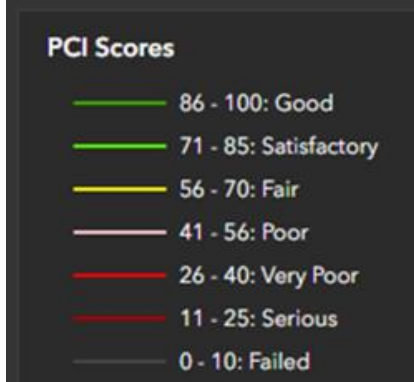 PCI Scores
86 - 100: Good
71 - 85: Satisfactory
56 - 70: Fair
41 - 56: Poor
26 - 40: Very Poor
11 - 25: Serious
0 - 10: Failed